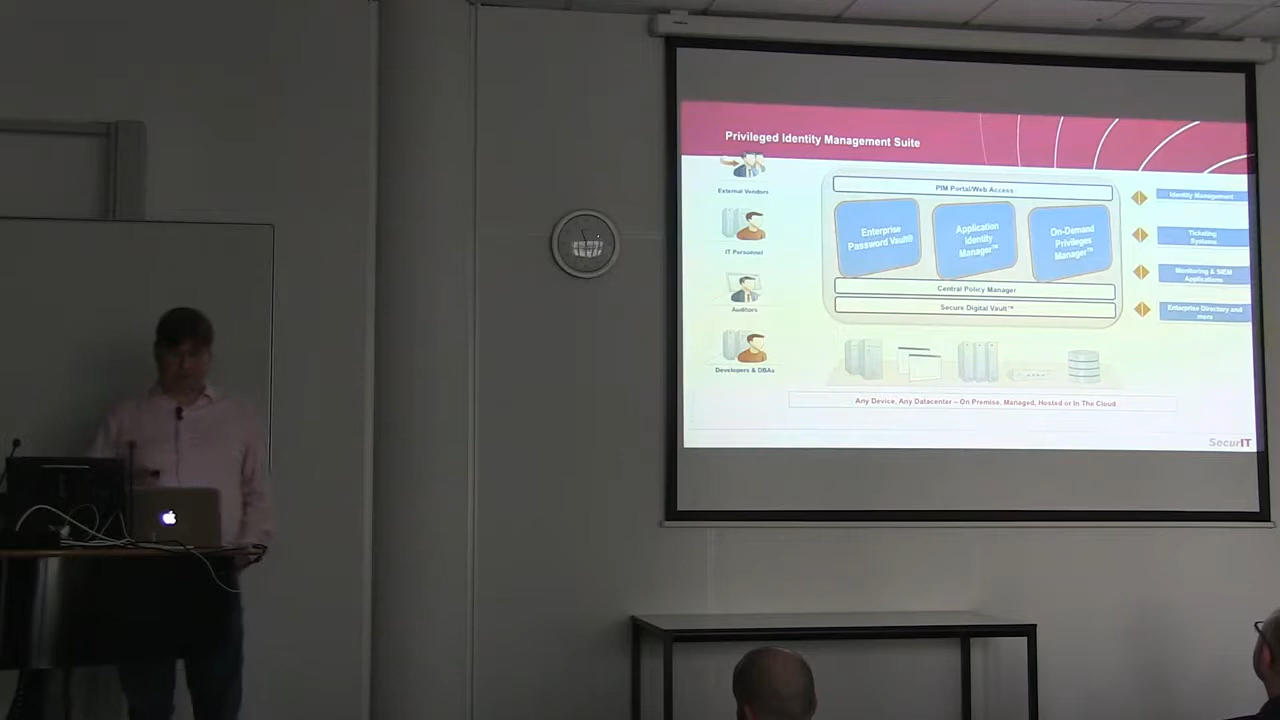 Privileged Identity Management Suite
External Vendors
IT Personnel
Auditors
Developers & DBAs
PIM Portal/Web Access
Enterprise
Password Vault®
Application
Identity
Manager™
On-Demand
Privileges
Manager™
Central Policy Manager
Secure Digital Vault™
Identity Management
Ticketing
Systems
Monitoring & SIEM
Applications
Enterprise Directory and
more
Any Device, Any Datacenter – On Premise, Managed, Hosted or In The Cloud
SecurIT